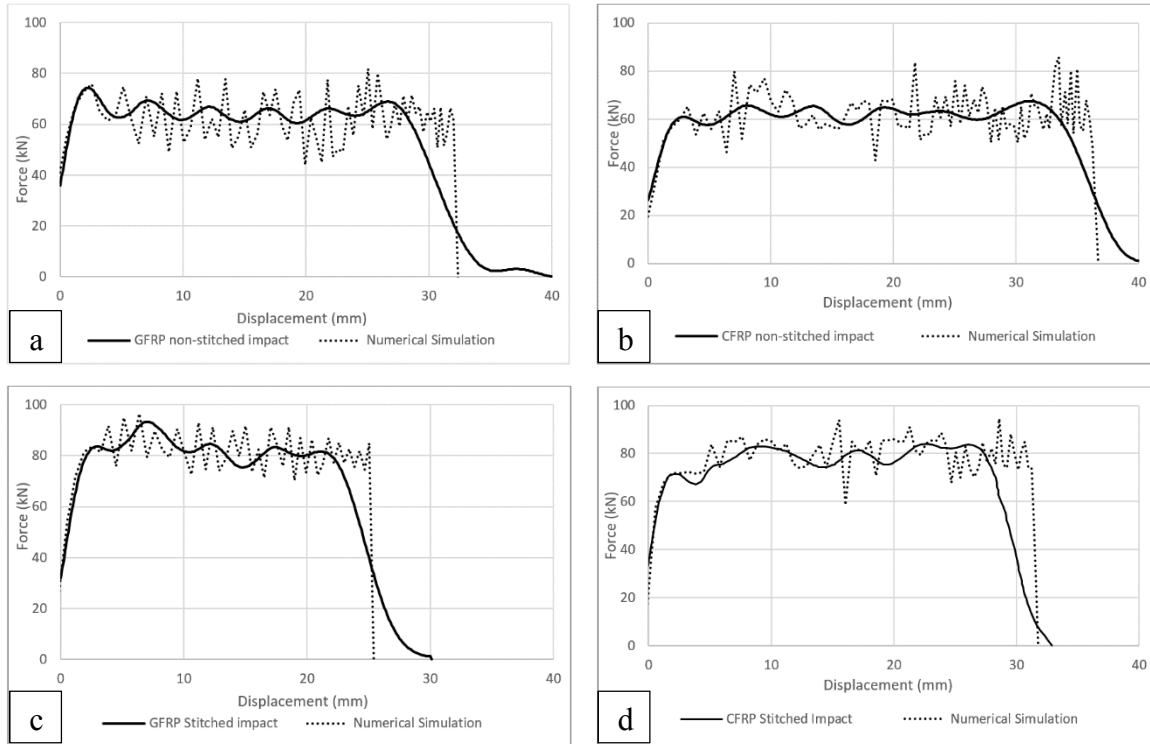 100
80
60
40
20
0
Force (kN)
0 10 20 30 40
Displacement (mm)
GFRP non-stitched impact Numerical Simulation
a
100
80
60
40
20
0
Force (kN)
0 10 20 30 40
Displacement (mm)
CFRP non-stitched impact Numerical Simulation
b
100
80
60
40
20
0
Force (kN)
0 10 20 30 40
Displacement (mm)
GFRP Stitched impact Numerical Simulation
c
100
80
60
40
20
0
Force (kN)
0 10 20 30 40
Displacement (mm)
CFRP Stitched Impact Numerical Simulation
d